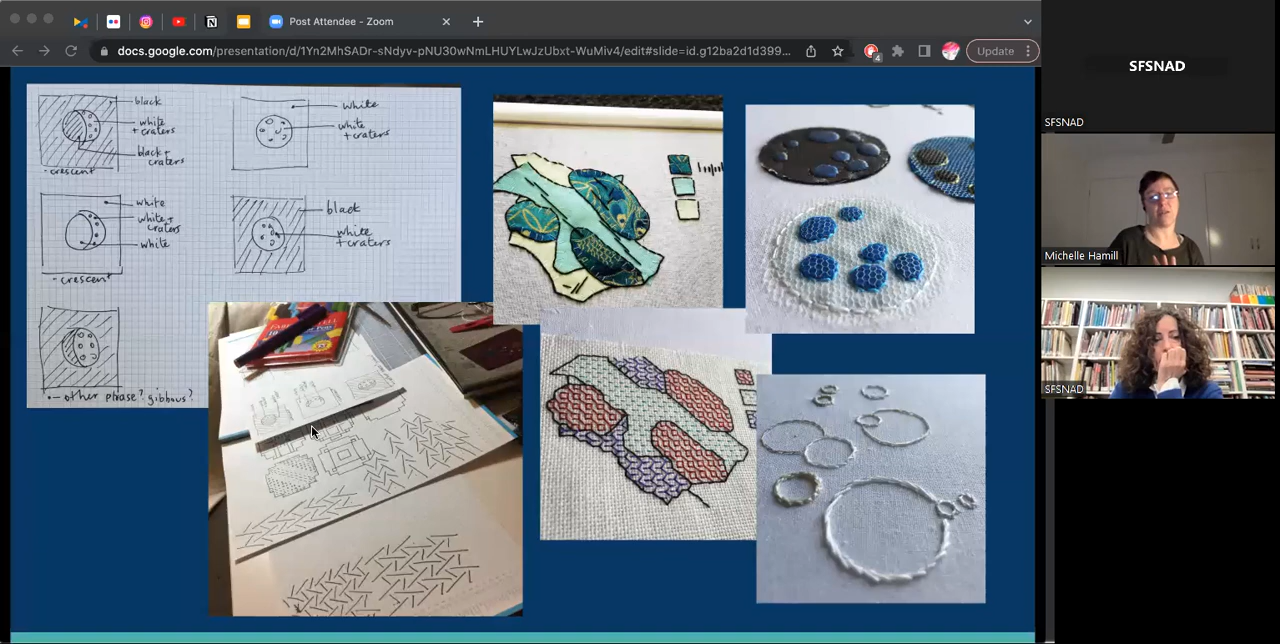 Post Attendee - Zoom
docs.google.com/presentation/d/1Yn2MhSADr-sNdyv-pNU30wNmLHUYLwJzUbxt-WuMiv4/edit#slide=id.g12ba2d1d399...
4
Update
black
white
+ craters
black +
craters
- crescent
white
white
+ craters
white
white +
craters
white
- crescent
black
white
+ craters
- other phrase? gibbous?
SFSNAD
SFSNAD
Michelle Hamill
SFSNAD